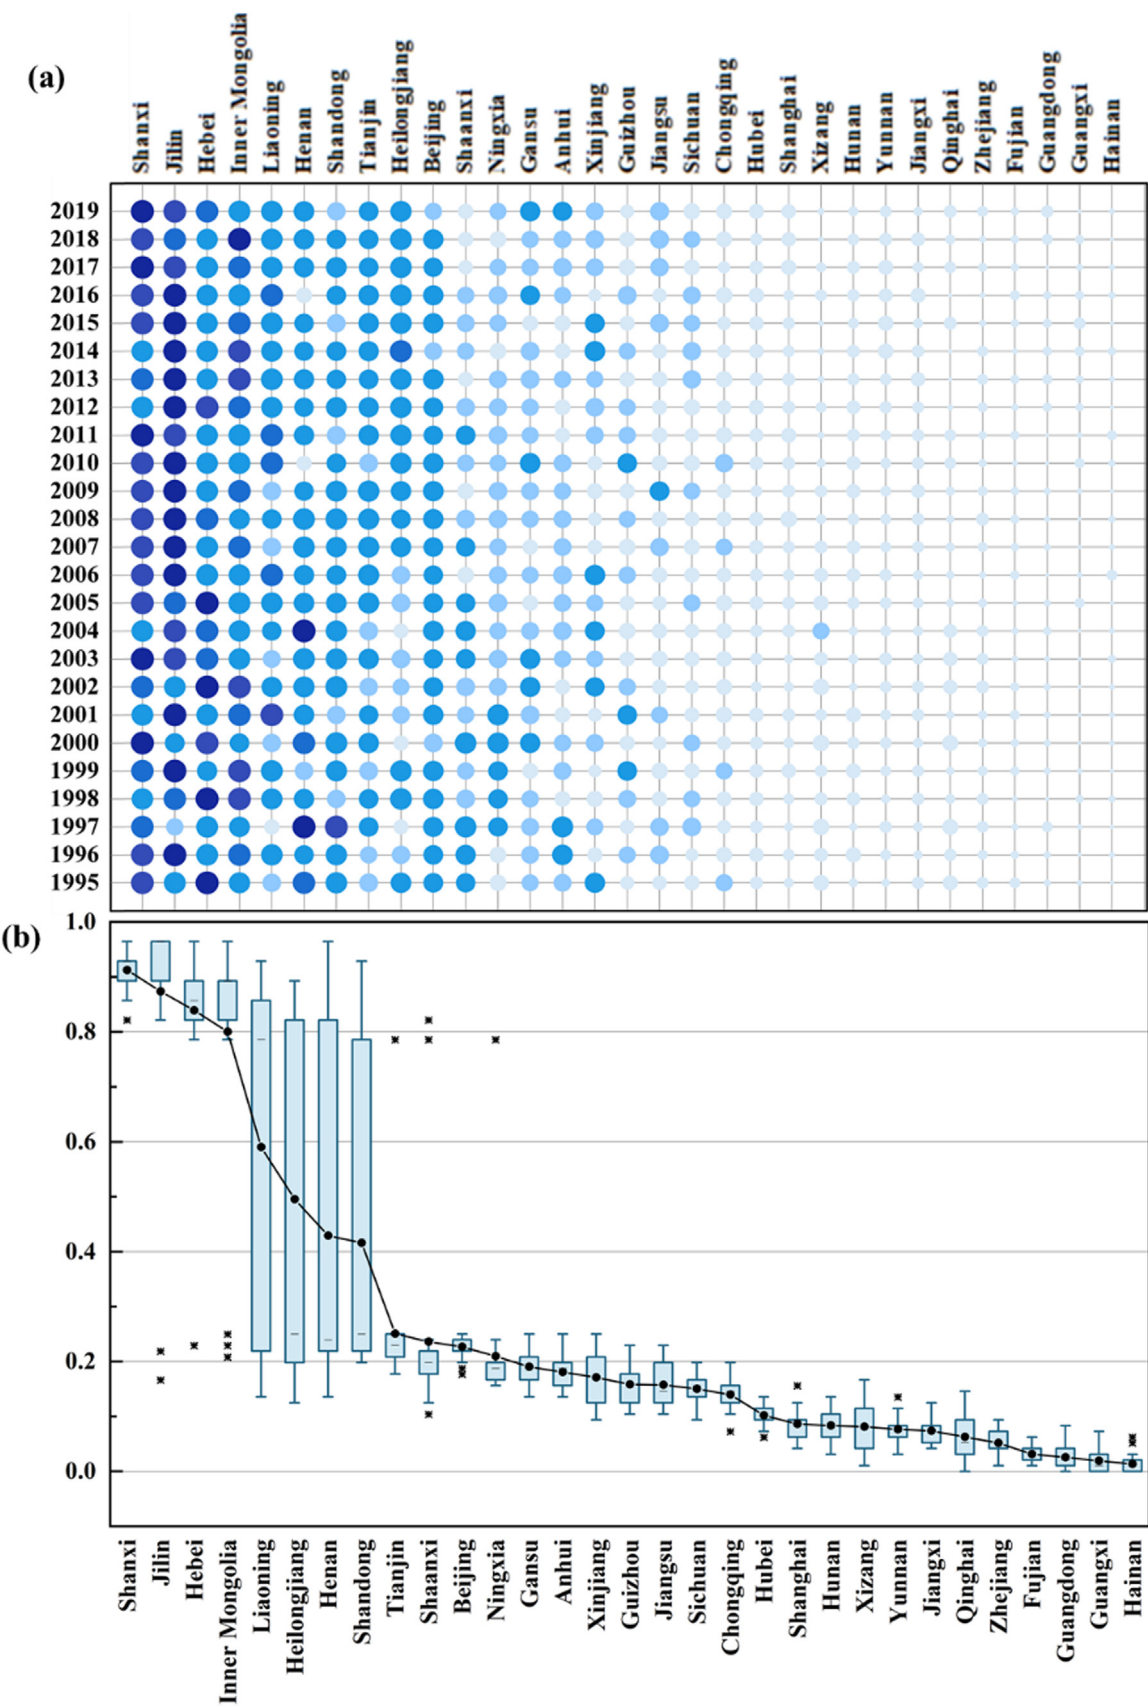 (a)
Shanxi
Jilin
Hebei
Inner Mongolia
Liaoning
Henan
Shandong
Tianjin
Heilongjiang
Beijing
Shanxi
Ningxia
Gansu
Anhui
Xinjiang
Guizhou
Jiangsu
Sichuan
Chongqing
Hubei
Shanghai
Xizang
Hunan
Yunnan
Jiangxi
Qinghai
Zhejiang
Fujian
Guangdong
Guangxi
Hainan
2019
2018
2017
2016
2015
2014
2013
2012
2011
2010
2009
2008
2007
2006
2005
2004
2003
2002
2001
2000
1999
1998
1997
1996
1995
(b)
1.0
0.8
0.6
0.4
0.2
0.0
Shanxi
Jilin
Hebei
Inner Mongolia
Liaoning
Heilongjiang
Henan
Shandong
Tianjin
Shaanxi
Beijing
Ningxia
Gansu
Anhui
Xinjiang
Guizhou
Jiangsu
Sichuan
Chongqing
Hubei
Shanghai
Hunan
Xizang
Yunnan
Jiangxi
Qinghai
Zhejiang
Fujian
Guangdong
Guangxi
Hainan